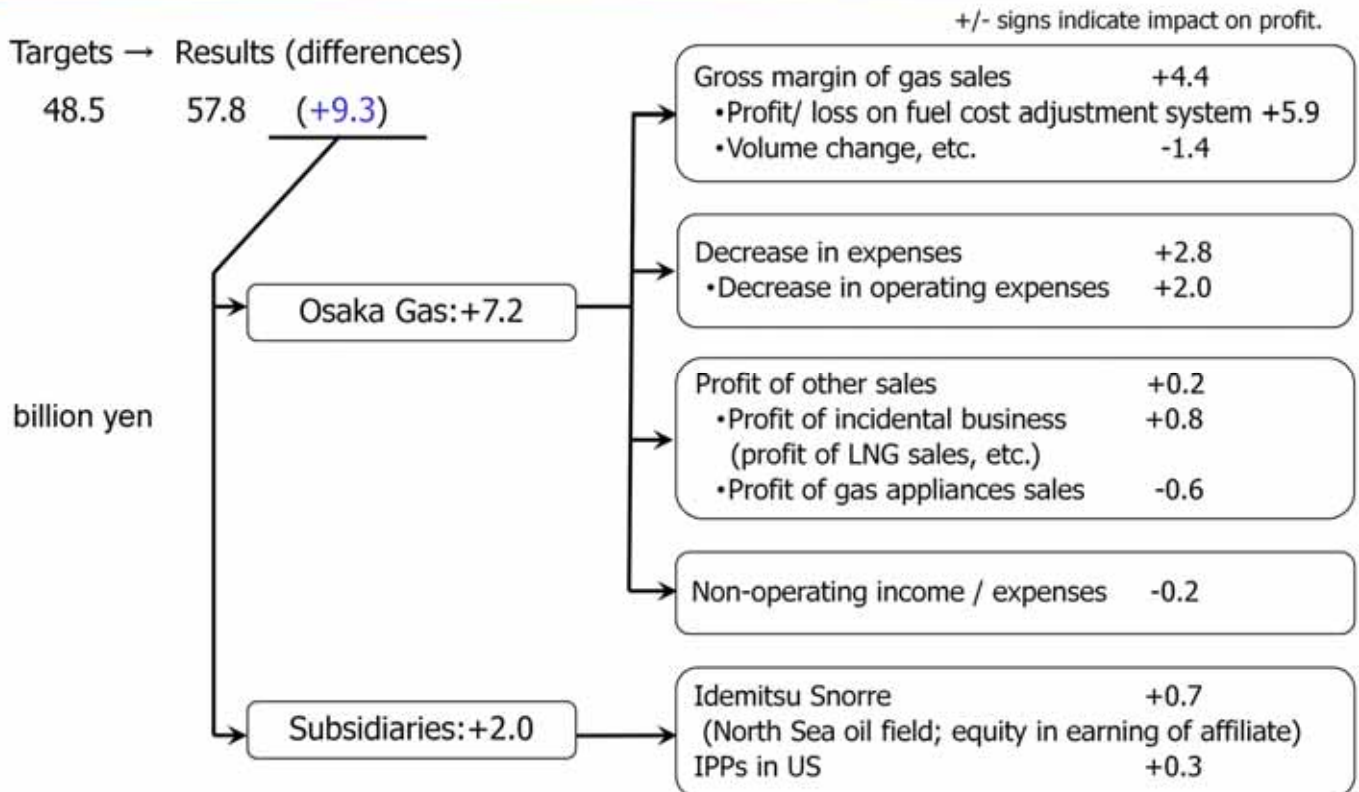 +/- signs indicate impact on profit.
Targets → Results (differences)
48.5 57.8 (+9.3)
Gross margin of gas sales +4.4
・Profit/ loss on fuel cost adjustment system +5.9
・Volume change, etc. -1.4
Decrease in expenses +2.8
・Decrease in operating expenses +2.0
Osaka Gas:+7.2
Profit of other sales +0.2
・Profit of incidental business +0.8
(profit of LNG sales, etc.)
・Profit of gas appliances sales -0.6
billion yen
Non-operating income / expenses -0.2
Subsidiaries:+2.0
Idemitsu Snorre +0.7
(North Sea oil field; equity in earning of affiliate)
IPPs in US +0.3